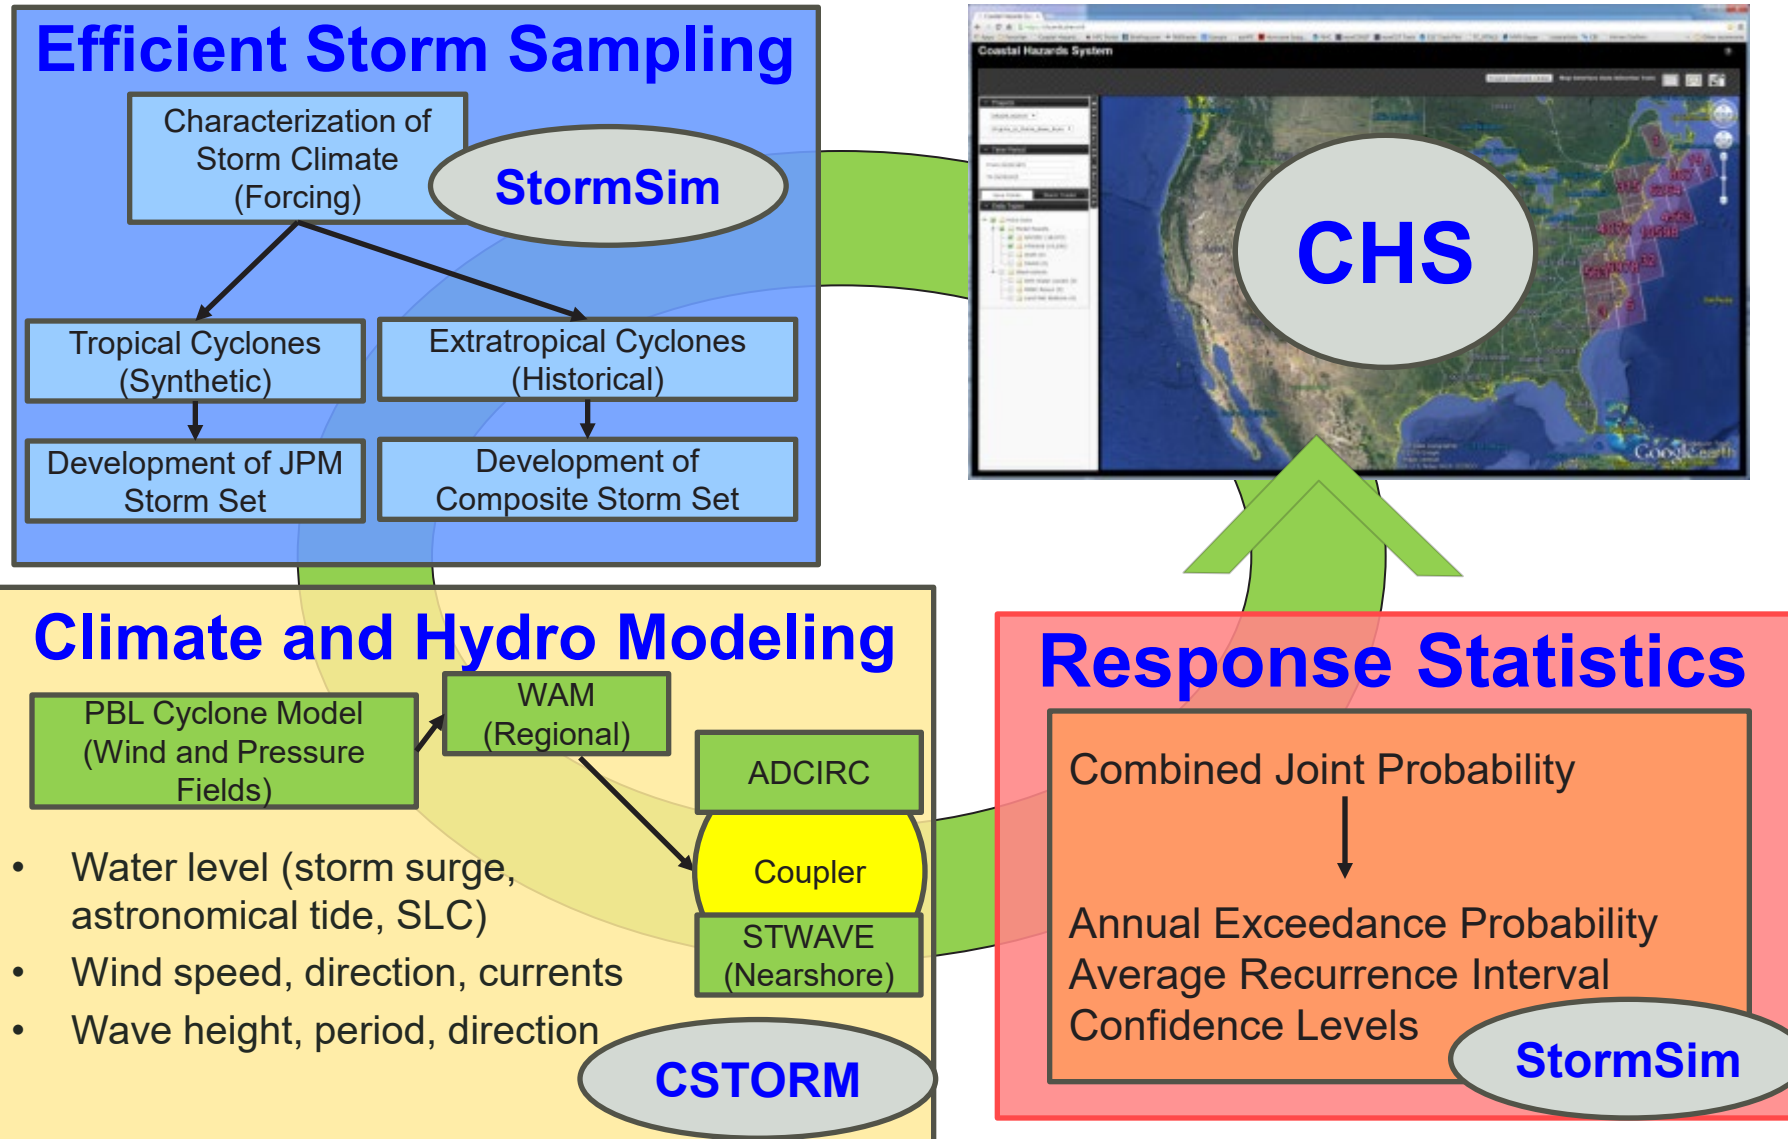 Efficient Storm Sampling
Characterization of
Storm Climate
(Forcing)
StormSim
Tropical Cyclones
(Synthetic)
Extratropical Cyclones
(Historical)
Development of JPM
Storm Set
Development of
Composite Storm Set
Coastal Hazards System
CHS
Google earth
Climate and Hydro Modeling
PBL Cyclone Model
(Wind and Pressure
Fields)
WAM
(Regional)
ADCIRC
Coupler
STWAVE
(Nearshore)
• Water level (storm surge,
astronomical tide, SLC)
• Wind speed, direction, currents
• Wave height, period, direction
CSTORM
Response Statistics
Combined Joint Probability
Annual Exceedance Probability
Average Recurrence Interval
Confidence Levels
StormSim